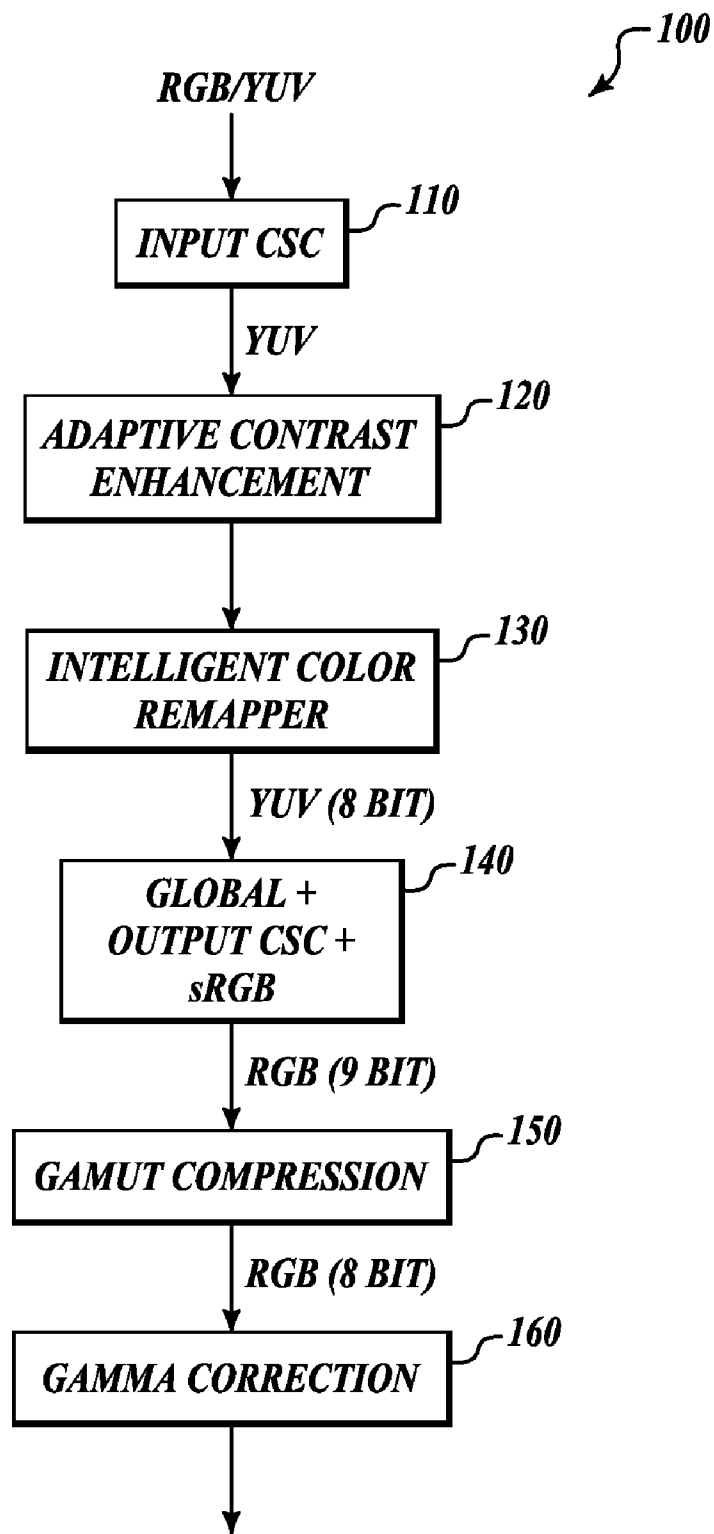 100
RGB/YUV
110
INPUT CSC
YUV
120
ADAPTIVE CONTRAST
ENHANCEMENT
130
INTELLIGENT COLOR
REMAPPER
YUV (8 BIT)
140
GLOBAL +
OUTPUT CSC +
sRGB
RGB (9 BIT)
150
GAMUT COMPRESSION
RGB (8 BIT)
160
GAMMA CORRECTION